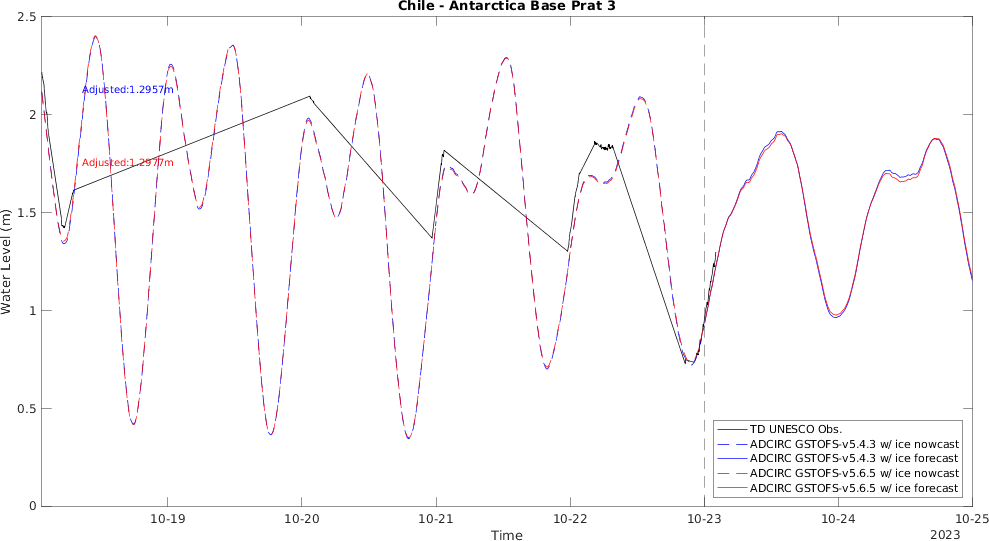 Chile - Antarctica Base Prat 3
2.5
2
1.5
1
0.5
0
Water Level (m)
Adjusted:1.2957m
Adjusted:1.2977m
TD UNESCO Obs.
ADCIRC GSTOFS-v5.4.3 w/ ice nowcast
ADCIRC GSTOFS-v5.4.3 w/ ice forecast
ADCIRC GSTOFS-v5.6.5 w/ ice nowcast
ADCIRC GSTOFS-v5.6.5 w/ ice forecast
10-19 10-20 10-21 10-22 10-23 10-24 10-25
Time
2023